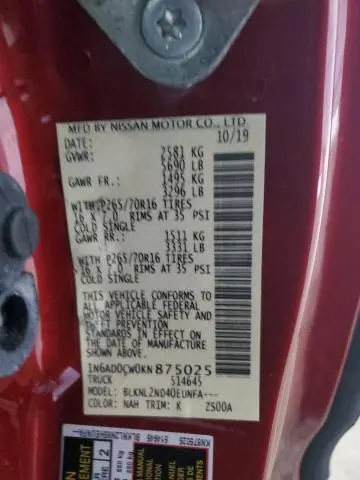 MFD BY NISSAN MOTOR CO., LTD
DATE: 10/19
GVWR: 2581 KG
5690 LB
GAWR FR.: 1495 KG
3296 LB
WITH P265/70R16 TIRES
16 X 7.0 RIMS AT 35 PSI
COLD SINGLE
GAWR RR.: 1511 KG
3331 LB
WITH P265/70R16 TIRES
16 X 7.0 RIMS AT 35 PSI
COLD SINGLE
THIS VEHICLE CONFORMS TO ALL
APPLICABLE FEDERAL MOTOR
VEHICLE SAFETY AND
THEFT PREVENTION STANDARDS
IN EFFECT ON THE DATE OF
MANUFACTURE SHOWN ABOVE.
1N6AD0CW0KN875025
TRUCK 514645
MODEL: BLKNL2ND40EUNFA---
COLOR: NAH TRIM: K ZS00A
KN875025
514645
2